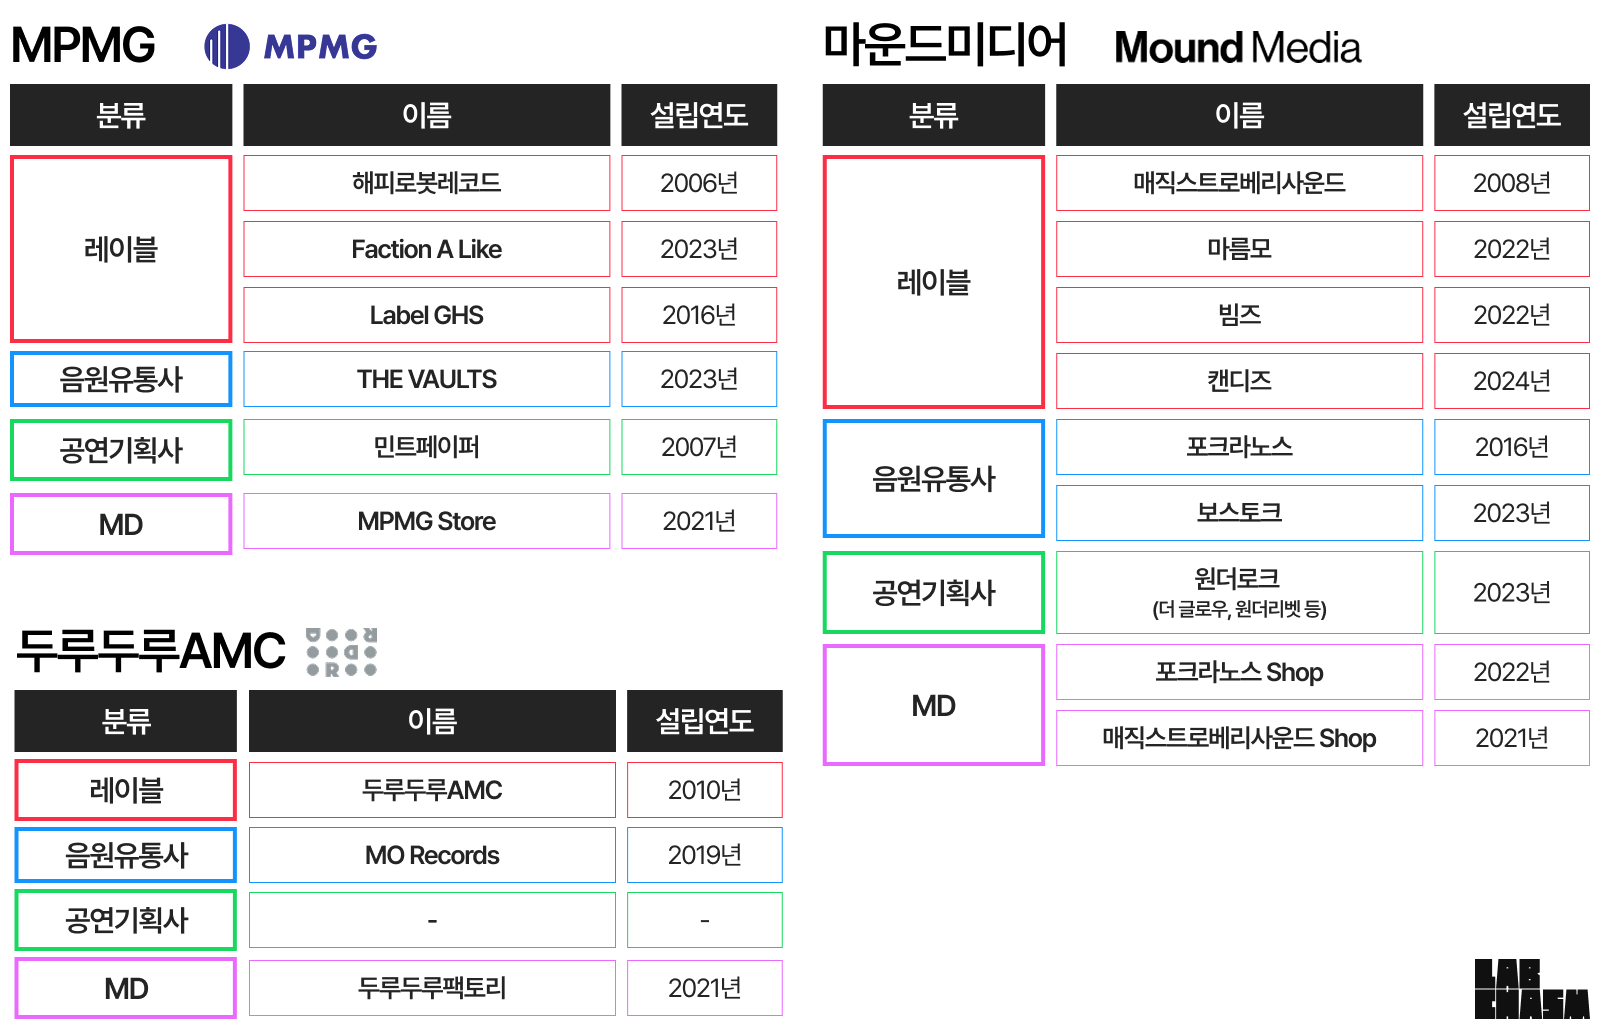 MPMG
MPMG
분류 이름 설립연도
레이블
해피로봇레코드 2006년
Faction A Like 2023년
Label GHS 2016년
음원유통사 THE VAULTS 2023년
공연기획사 민트페이퍼 2007년
MD MPMG Store 2021년
두루두루AMC
분류 이름 설립연도
레이블 두루두루AMC 2010년
음원유통사 MO Records 2019년
공연기획사 - -
MD 두루두루팩토리 2021년
마운드미디어 Mound Media
분류 이름 설립연도
레이블
매직스트로베리사운드 2008년
마름모 2022년
빔즈 2022년
캔디즈 2024년
음원유통사
포크라노스 2016년
보스토크 2023년
공연기획사
원더로크 2023년
(더 글로우, 원더리벳 등)
MD
포크라노스 Shop 2022년
매직스트로베리사운드 Shop 2021년
LAB
CHASM